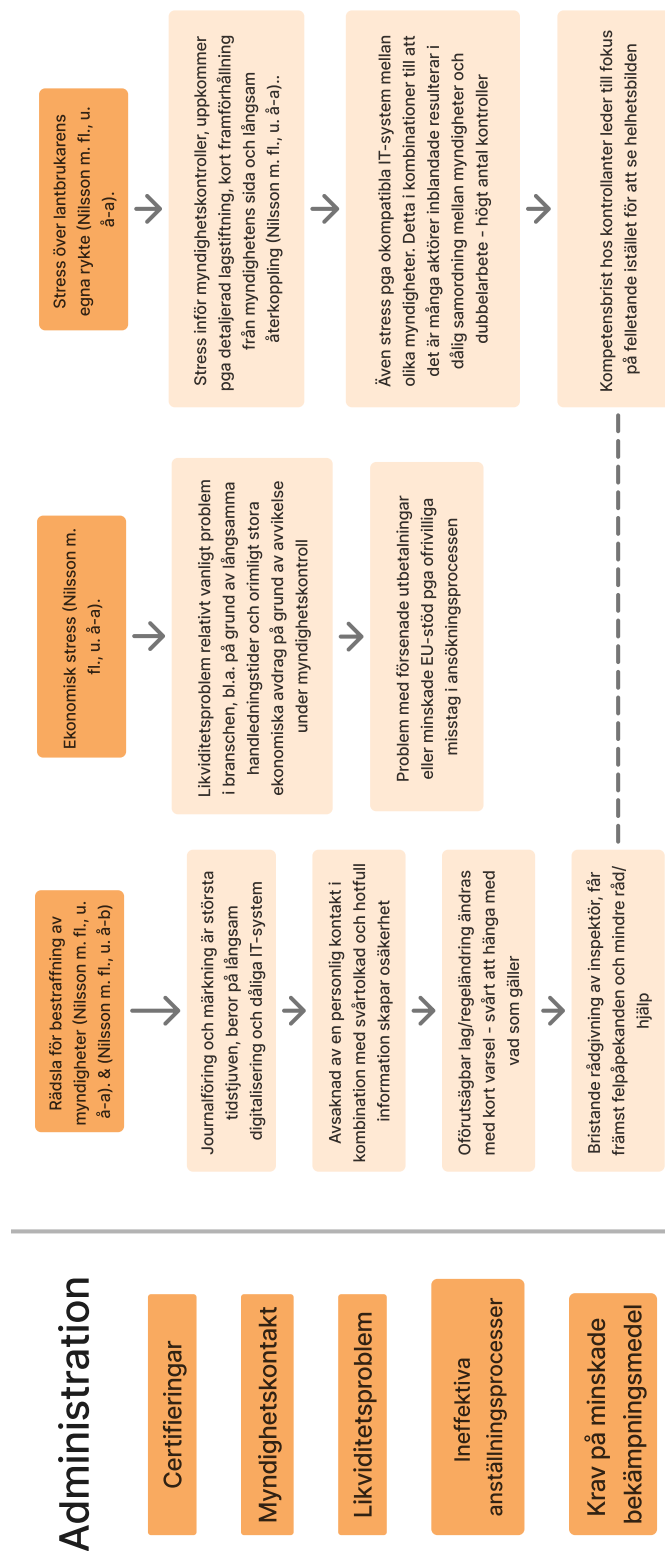 Administration
Certifieringar
Myndighetskontakt
Likviditetsproblem
Ineffektiva
anställningsprocesser
Krav på minskade
bekämpningsmedel
Rädsla för bestraffning av
myndigheter (Nilsson m. fl., u.
å-a). & (Nilsson m. fl., u. å-b)
Journalföring och märkning är största
tidstjuven, beror på långsam
digitalisering och dåliga IT-system
Avsaknad av en personlig kontakt i
kombination med svårtolkad och hotfull
information skapar osäkerhet
Oförutsägbar lag/regeländring ändras
med kort varsel - svårt att hänga med
vad som gäller
Bristande rådgivning av inspektör, får
främst felpåpekanden och mindre råd/
hjälp
Ekonomisk stress (Nilsson m.
fl., u. å-a).
Likviditetsproblem relativt vanligt problem
i branschen, bl.a. på grund av långsamma
handledningstider och orimligt stora
ekonomiska avdrag på grund av avvikelse
under myndighetskontroll
Problem med försenade utbetalningar
eller minskade EU-stöd pga ofrivilliga
misstag i ansökningsprocessen
Stress över lantbrukarens
egna rykte (Nilsson m. fl., u.
å-a).
Stress inför myndighetskontroller, uppkommer
pga detaljerad lagstiftning, kort framförhållning
från myndighetens sida och långsam
återkoppling (Nilsson m. fl., u. å-a)..
Även stress pga okompatibla IT-system mellan
olika myndigheter. Detta i kombinationer till att
det är många aktörer inblandade resulterar i
dålig samordning mellan myndigheter och
dubbelarbete - högt antal kontroller
Kompetensbrist hos kontrollanter leder till fokus
på felletande istället för att se helhetsbilden